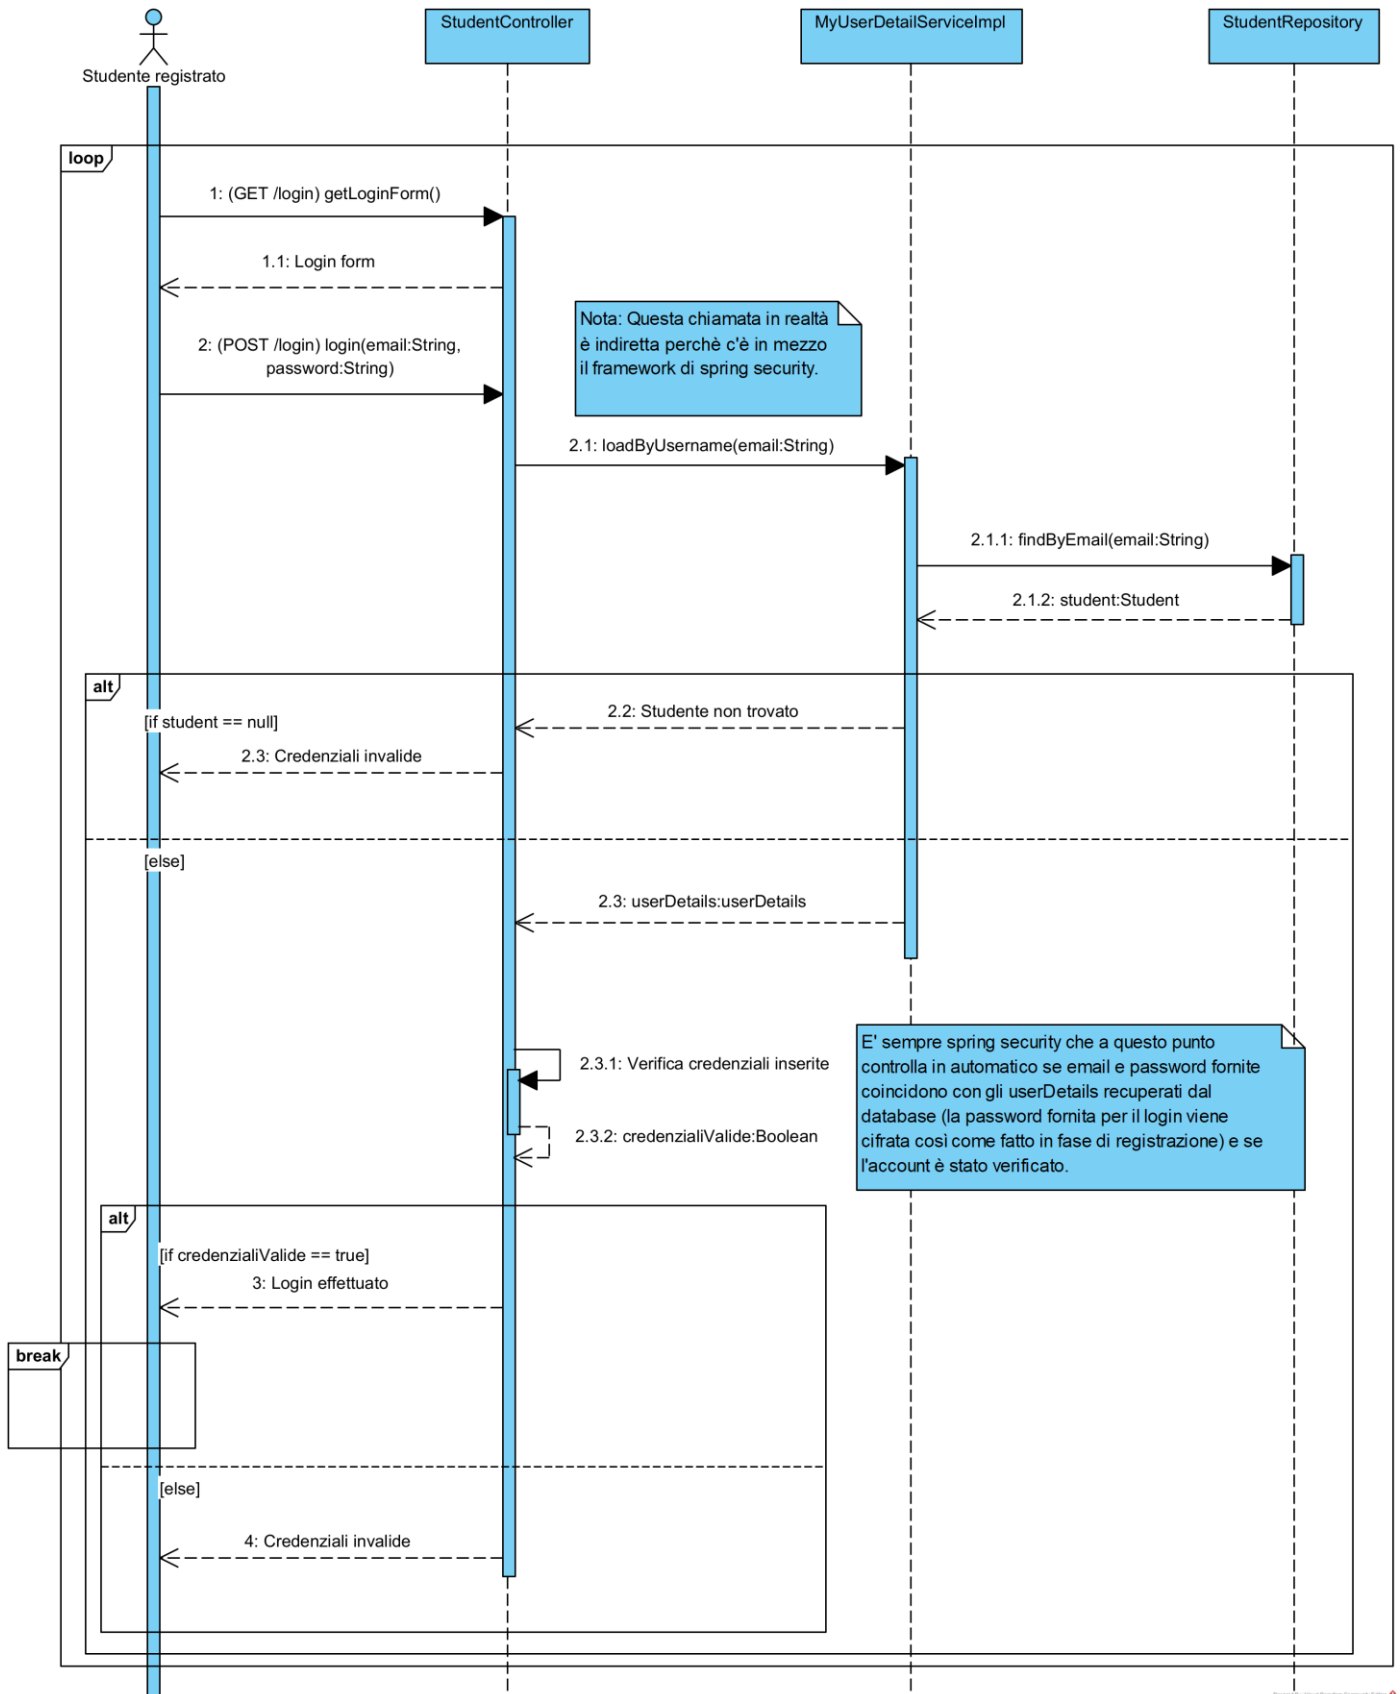 StudentController
MyUserDetailServiceImpl
StudentRepository
Studente registrato
loop
1: (GET /login) getLoginForm()
1.1: Login form
Nota: Questa chiamata in realtà
è indiretta perchè c'è in mezzo
il framework di spring security.
2: (POST /login) login(email:String,
password:String)
2.1: loadByUsername(email:String)
2.1.1: findByEmail(email:String)
2.1.2: student:Student
alt
[if student == null]
2.2: Studente non trovato
2.3: Credenziali invalide
[else]
2.3: userDetails:userDetails
2.3.1: Verifica credenziali inserite
E' sempre spring security che a questo punto
controlla in automatico se email e password fornite
coincidono con gli userDetails recuperati dal
database (la password fornita per il login viene
cifrata così come fatto in fase di registrazione) e se
l'account è stato verificato.
2.3.2: credenzialiValide:Boolean
alt
[if credenzialiValide == true]
3: Login effettuato
break
[else]
4: Credenziali invalide